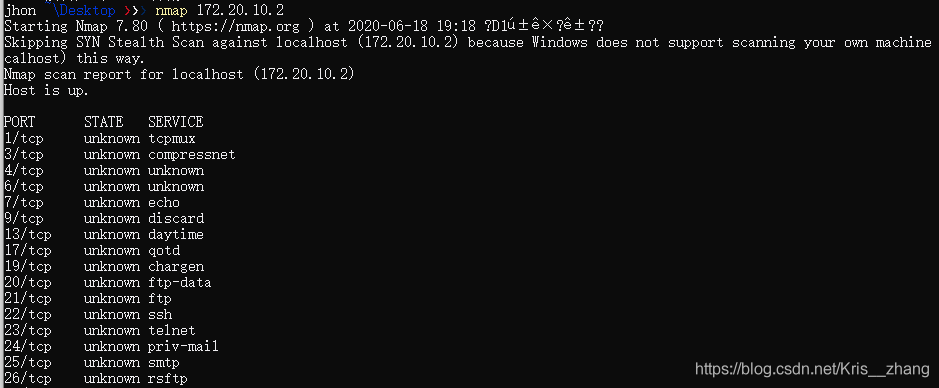 jhon ~\Desktop ❯❯❯ nmap 172.20.10.2
Starting Nmap 7.80 ( https://nmap.org ) at 2020-06-18 19:18 ?D1ú±ê×?ê±??
Skipping SYN Stealth Scan against localhost (172.20.10.2) because Windows does not support scanning your own machine
calhost) this way.
Nmap scan report for localhost (172.20.10.2)
Host is up.
PORT STATE SERVICE
1/tcp unknown tcpmux
3/tcp unknown compressnet
4/tcp unknown unknown
6/tcp unknown unknown
7/tcp unknown echo
9/tcp unknown discard
13/tcp unknown daytime
17/tcp unknown qotd
19/tcp unknown chargen
20/tcp unknown ftp-data
21/tcp unknown ftp
22/tcp unknown ssh
23/tcp unknown telnet
24/tcp unknown priv-mail
25/tcp unknown smtp
26/tcp unknown rsftp
https://blog.csdn.net/Kris__zhang